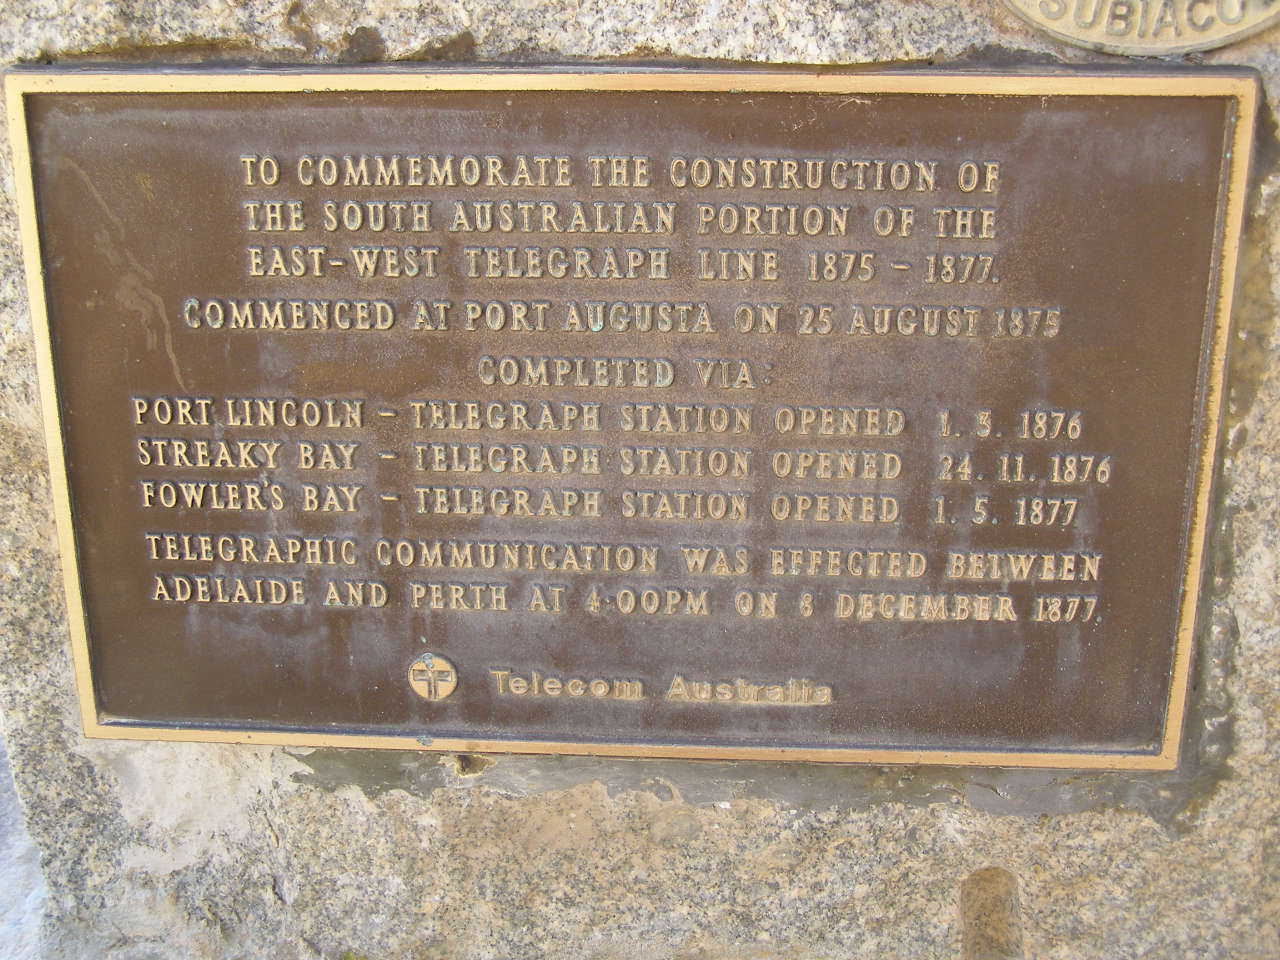 SUBIACO
TO COMMEMORATE THE CONSTRUCTION OF
THE SOUTH AUSTRALIAN PORTION OF THE
EAST-WEST TELEGRAPH LINE 1875 - 1877.
COMMENCED AT PORT AUGUSTA ON 25 AUGUST 1875
COMPLETED VIA:
PORT LINCOLN - TELEGRAPH STATION OPENED 1. 3. 1876
STREAKY BAY - TELEGRAPH STATION OPENED 24. 11. 1876
FOWLER'S BAY - TELEGRAPH STATION OPENED 1. 5. 1877
TELEGRAPHIC COMMUNICATION WAS EFFECTED BETWEEN
ADELAIDE AND PERTH AT 4·00PM ON 8 DECEMBER 1877.
Telecom Australia